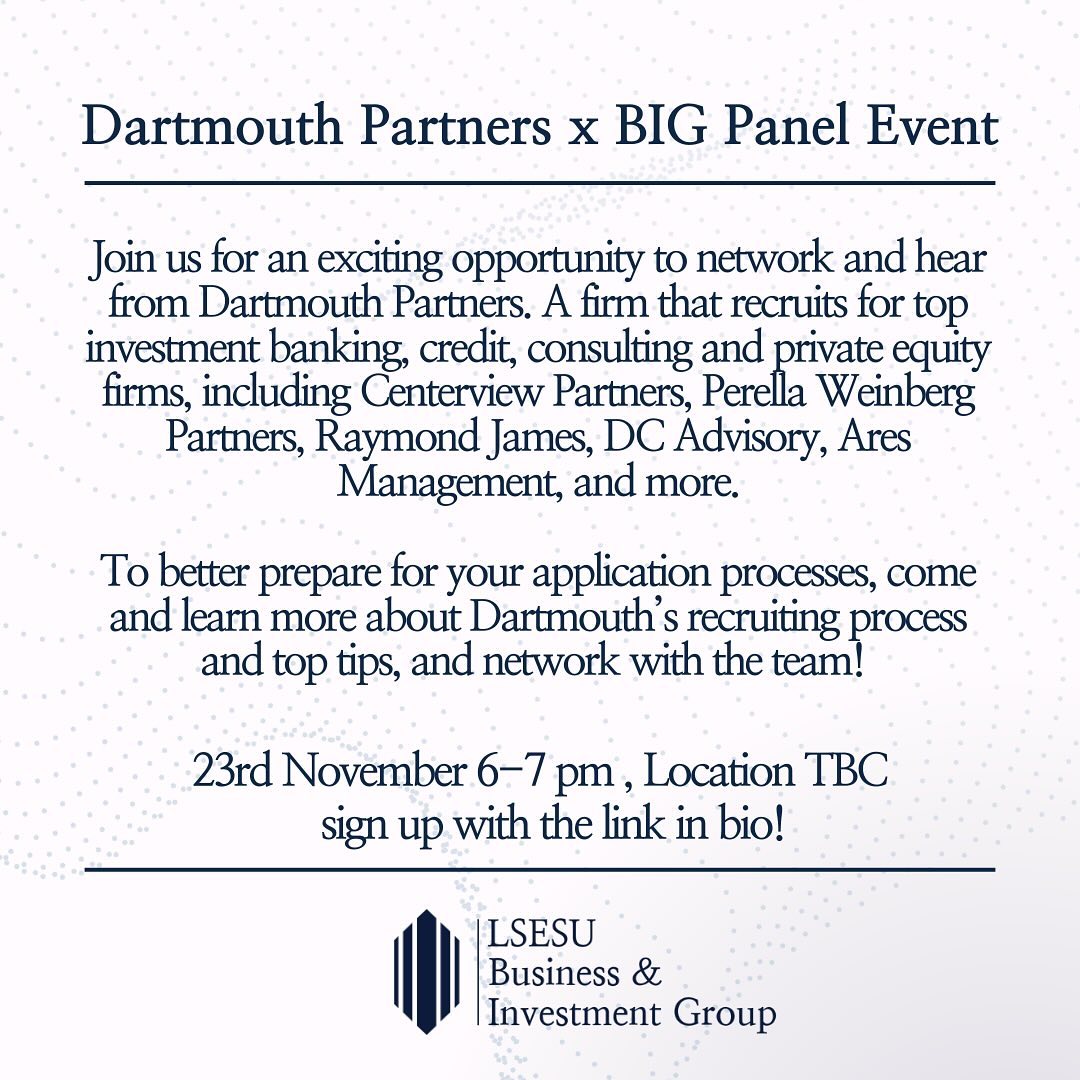 Dartmouth Partners x BIG Panel Event
Join us for an exciting opportunity to network and hear
from Dartmouth Partners. A firm that recruits for top
investment banking, credit, consulting and private equity
firms, including Centerview Partners, Perella Weinberg
Partners, Raymond James, DC Advisory, Ares
Management, and more.
To better prepare for your application processes, come
and learn more about Dartmouth’s recruiting process
and top tips, and network with the team!
23rd November 6–7 pm , Location TBC
sign up with the link in bio!
LSESU
Business &
Investment Group